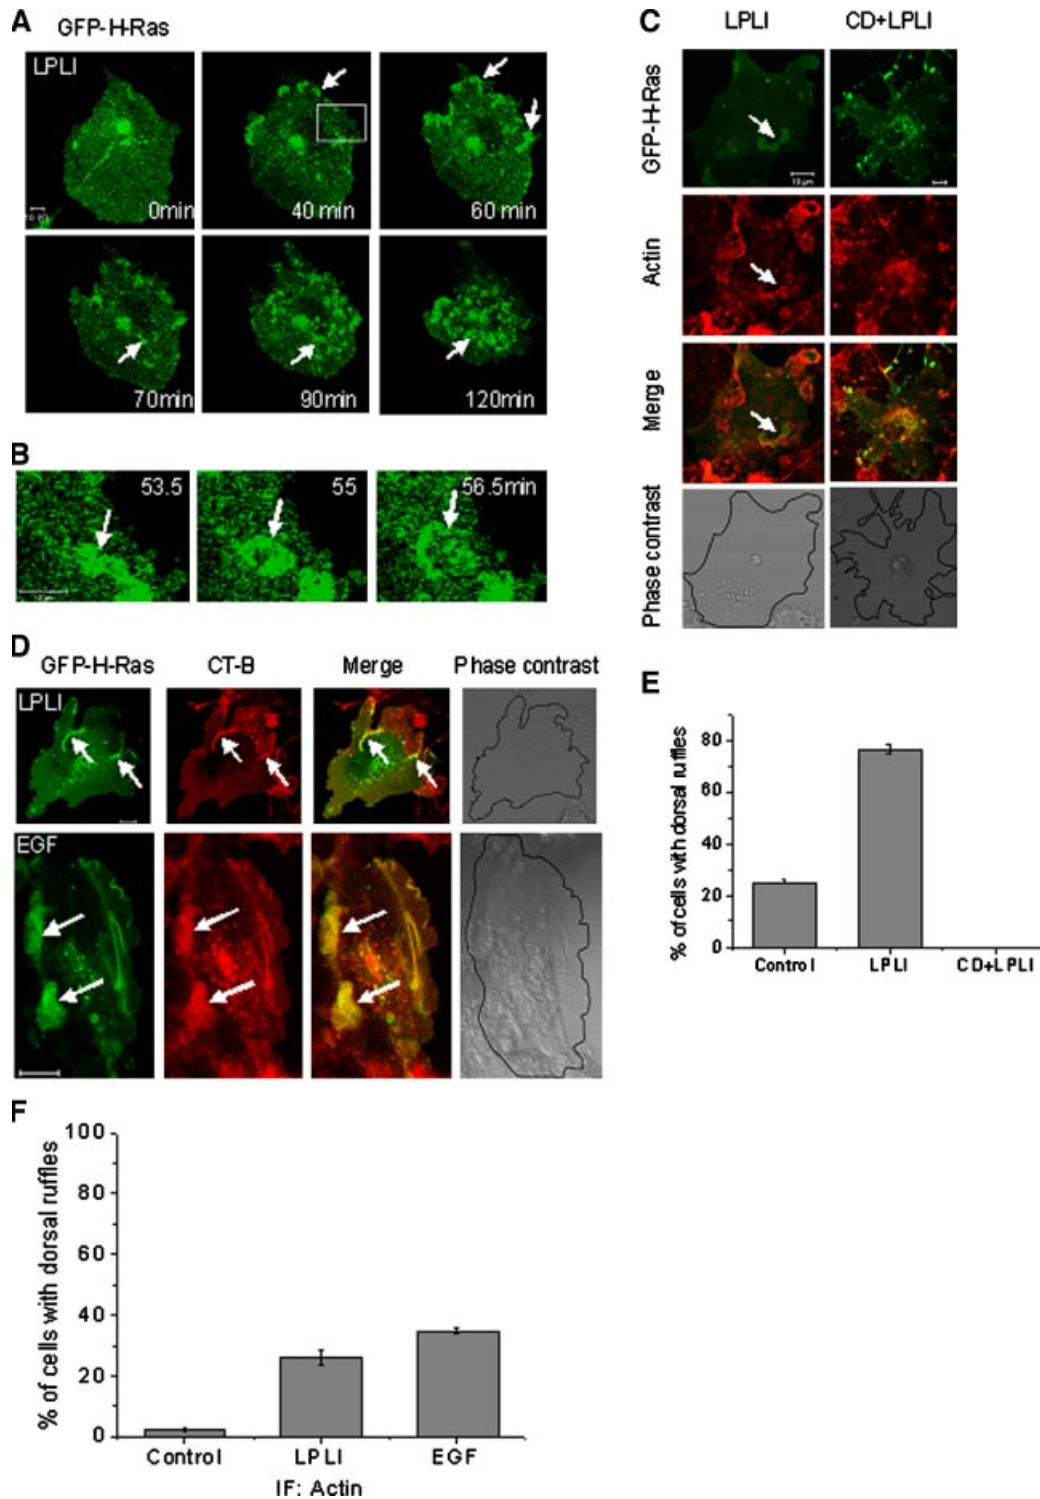 A
GFP-H-Ras
LPLI
0min
40 min
60 min
70min
90min
120min
B
53.5
55
56.5min
C
LPLI
CD+LPLI
GFP-H-Ras
Actin
Merge
Phase contrast
D
GFP-H-Ras
CT-B
Merge
Phase contrast
LPLI
EGF
E
% of cells with dorsal ruffles
80
60
40
20
0
Control
LPLI
CD+LPLI
F
% of cells with dorsal ruffles
100
80
60
40
20
0
Control
LPLI
EGF
IF: Actin